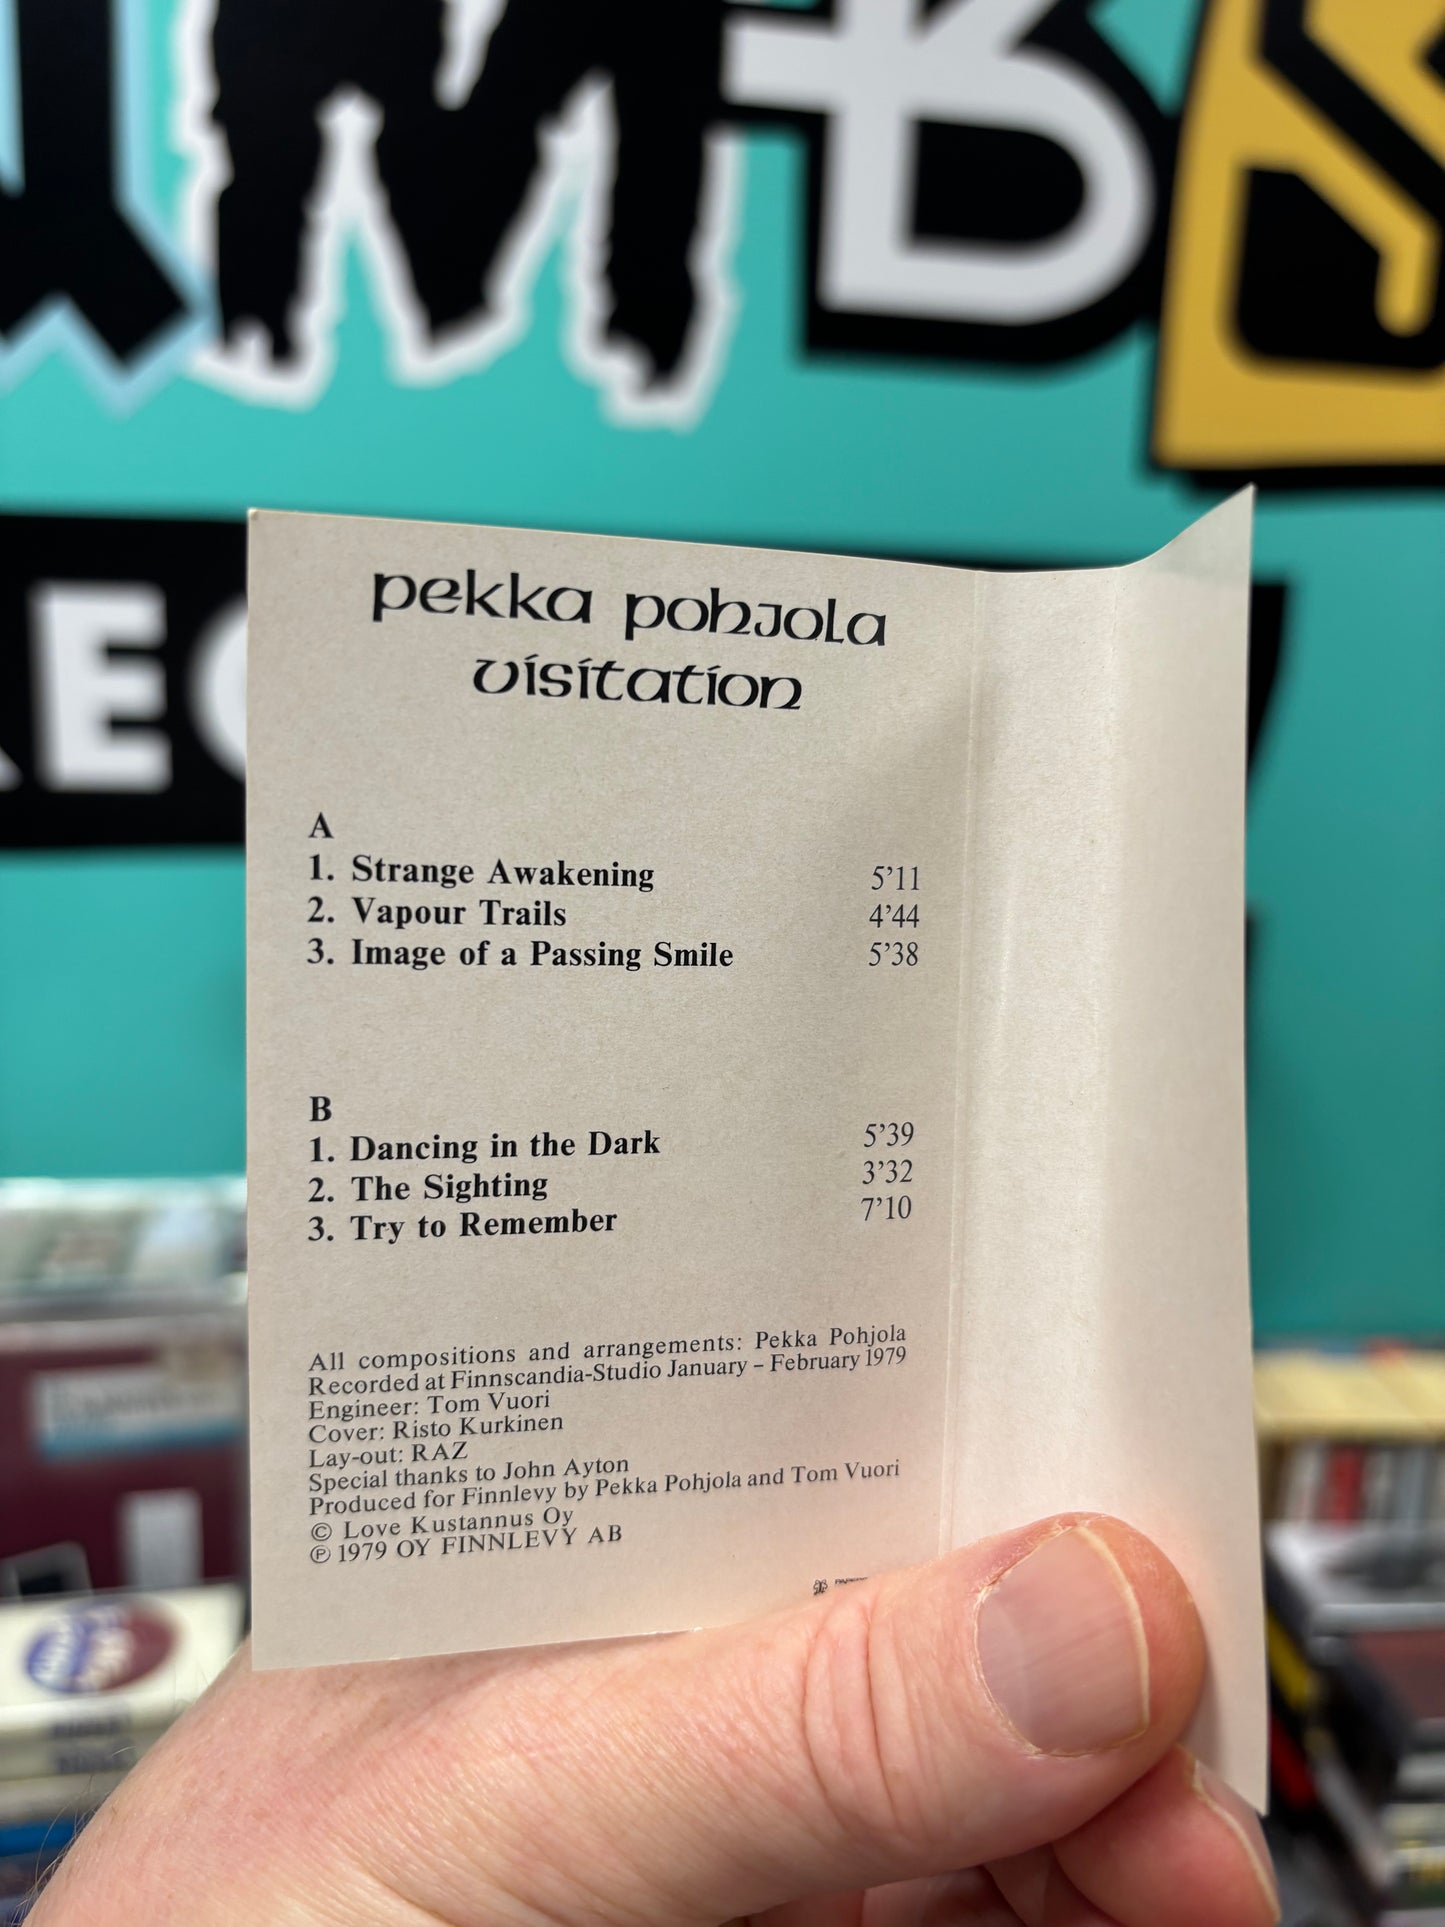 MBS
REC
pekka pohjola
visitation
A
1. Strange Awakening 5’11
2. Vapour Trails 4’44
3. Image of a Passing Smile 5’38
B
1. Dancing in the Dark 5’39
2. The Sighting 3’32
3. Try to Remember 7’10
All compositions and arrangements: Pekka Pohjola
Recorded at Finnscandia-Studio January – February 1979
Engineer: Tom Vuori
Cover: Risto Kurkinen
Lay-out: RAZ
Special thanks to John Ayton
Produced for Finnlevy by Pekka Pohjola and Tom Vuori
© Love Kustannus Oy
℗ 1979 OY FINNLEVY AB